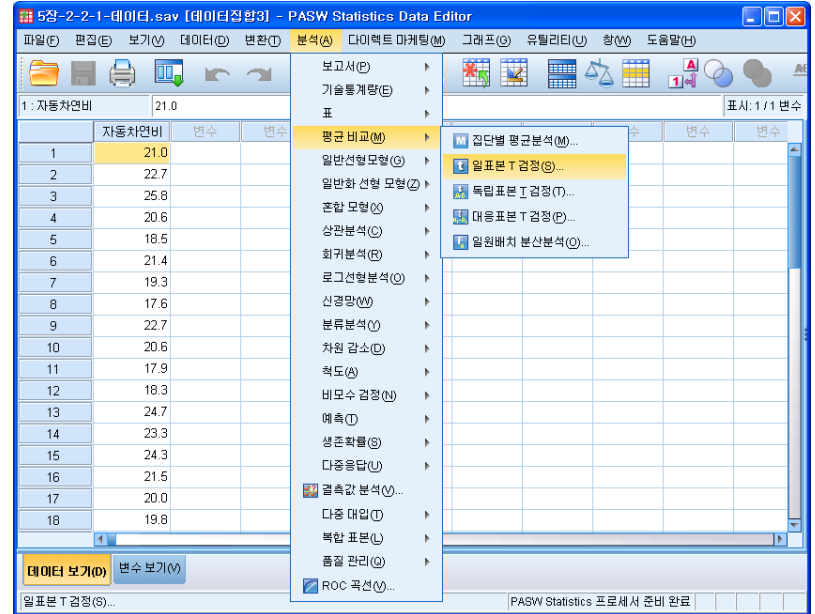 5장-2-2-1-데이터.sav [데이터집합3] - PASW Statistics Data Editor
파일(F) 편집(E) 보기(V) 데이터(D) 변환(T) 분석(A) 다이렉트 마케팅(M) 그래프(G) 유틸리티(U) 창(W) 도움말(H)
1 : 자동차연비 21.0 표시: 1 / 1 변수
자동차연비 변수 변수 변수 변수
1 21.0
2 22.7
3 25.8
4 20.6
5 18.5
6 21.4
7 19.3
8 17.6
9 22.7
10 20.6
11 17.9
12 18.3
13 24.7
14 23.3
15 24.3
16 21.5
17 20.0
18 19.8
보고서(P)
기술통계량(E)
표
평균 비교(M)
일반선형모형(G)
일반화 선형 모형(Z)
혼합 모형(X)
상관분석(C)
회귀분석(R)
로그선형분석(O)
신경망(W)
분류분석(Y)
차원 감소(D)
척도(A)
비모수 검정(N)
예측(T)
생존확률(S)
다중응답(U)
결측값 분석(V)...
다중 대입(T)
복합 표본(L)
품질 관리(Q)
ROC 곡선(V)...
집단별 평균분석(M)...
일표본 T 검정(S)...
독립표본 T 검정(T)...
대응표본 T 검정(P)...
일원배치 분산분석(O)...
데이터 보기(D) 변수 보기(V)
일표본 T 검정(S)... PASW Statistics 프로세서 준비 완료